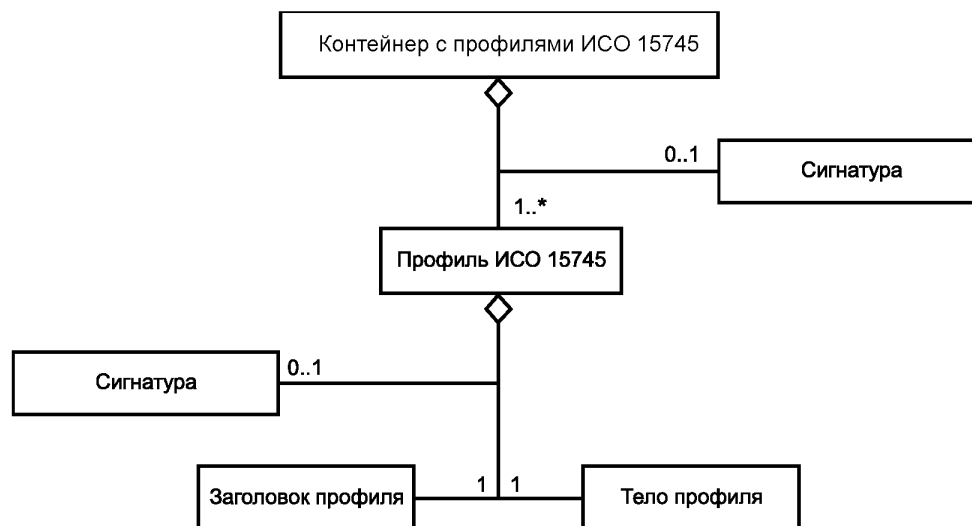 Контейнер с профилями ИСО 15745
0..1
Сигнатура
1..*
Профиль ИСО 15745
Сигнатура
0..1
Заголовок профиля
1
1
Тело профиля